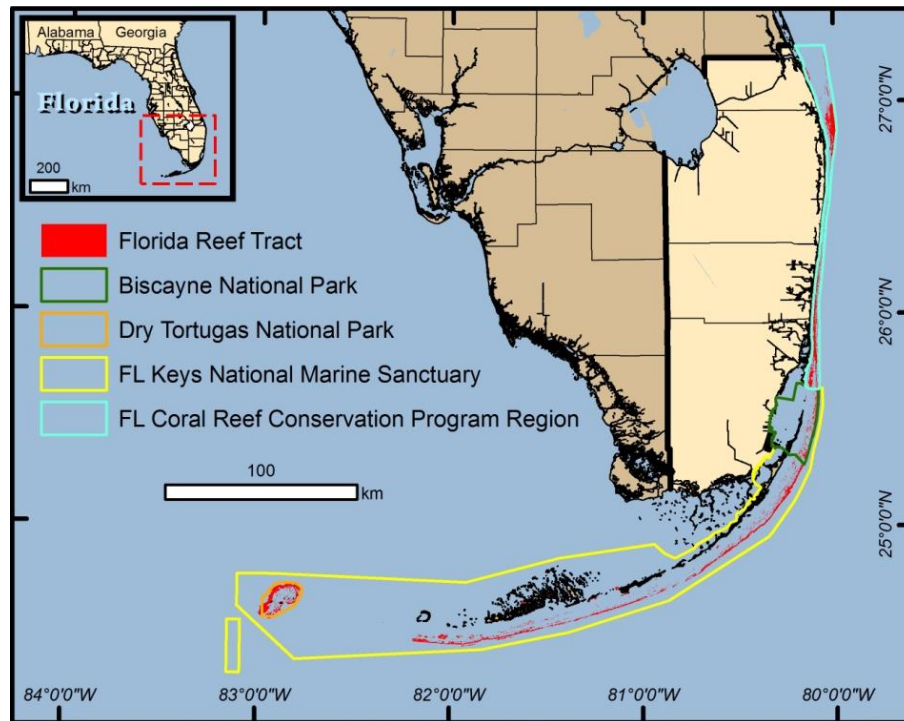 Alabama Georgia
Florida
200
km
Florida Reef Tract
Biscayne National Park
Dry Tortugas National Park
FL Keys National Marine Sanctuary
FL Coral Reef Conservation Program Region
100
km
27°0'0"N
26°0'0"N
25°0'0"N
84°0'0"W 83°0'0"W 82°0'0"W 81°0'0"W 80°0'0"W